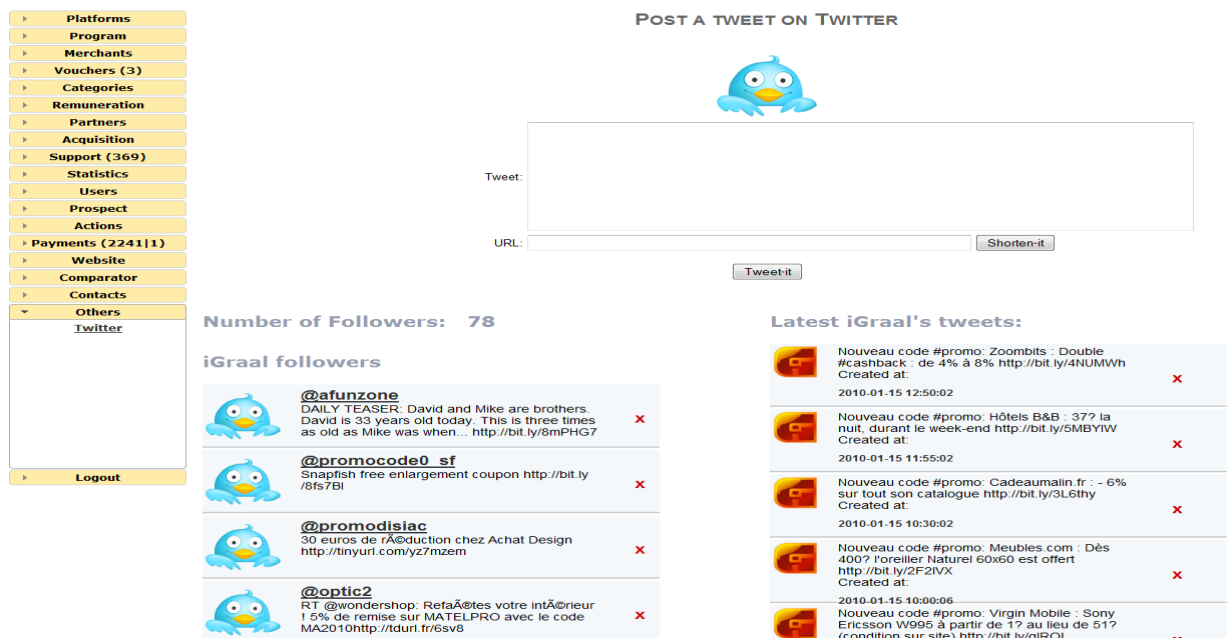 Platforms
Program
Merchants
Vouchers (3)
Categories
Remuneration
Partners
Acquisition
Support (369)
Statistics
Users
Prospect
Actions
Payments (2241|1)
Website
Comparator
Contacts
Others
Twitter
Logout
Post a tweet on Twitter
Tweet:
URL:
Shorten-it
Tweet-it
Number of Followers: 78
iGraal followers
@afunzone
DAILY TEASER: David and Mike are brothers.
David is 33 years old today. This is three times
as old as Mike was when... http://bit.ly/8mPHG7
x
@promocode0_sf
Snapfish free enlargement coupon http://bit.ly
/8fs7Bl
x
@promodisiac
30 euros de rÃ©duction chez Achat Design
http://tinyurl.com/yz7mzem
x
@optic2
RT @wondershop: RefaÃ®tes votre intÃ©rieur
! 5% de remise sur MATELPRO avec le code
MA2010http://tdurl.fr/6sv8
x
Latest iGraal's tweets:
Nouveau code #promo: Zoombits : Double
#cashback : de 4% à 8% http://bit.ly/4NUMWh
Created at:
x
2010-01-15 12:50:02
Nouveau code #promo: Hôtels B&B : 37? la
nuit, durant le week-end http://bit.ly/5MBYlW
Created at:
x
2010-01-15 11:55:02
Nouveau code #promo: Cadeaumalin.fr : - 6%
sur tout son catalogue http://bit.ly/3L6thy
Created at:
x
2010-01-15 10:30:02
Nouveau code #promo: Meubles.com : Dès
400? l'oreiller Naturel 60x60 est offert
http://bit.ly/2F2IVX
x
Created at:
2010-01-15 10:00:06
Nouveau code #promo: Virgin Mobile : Sony
Ericsson W995 à partir de 1? au lieu de 51?
(condition sur site)